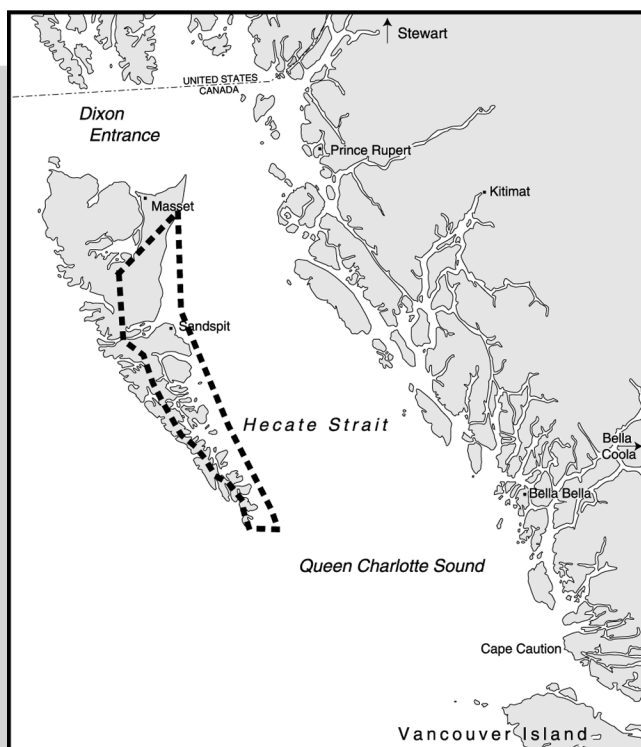 Stewart
UNITED STATES
CANADA
Dixon
Entrance
Prince Rupert
Kitimat
Masset
Sandspit
Hecate Strait
Bella
Coola
Bella Bella
Queen Charlotte Sound
Cape Caution
Vancouver Island